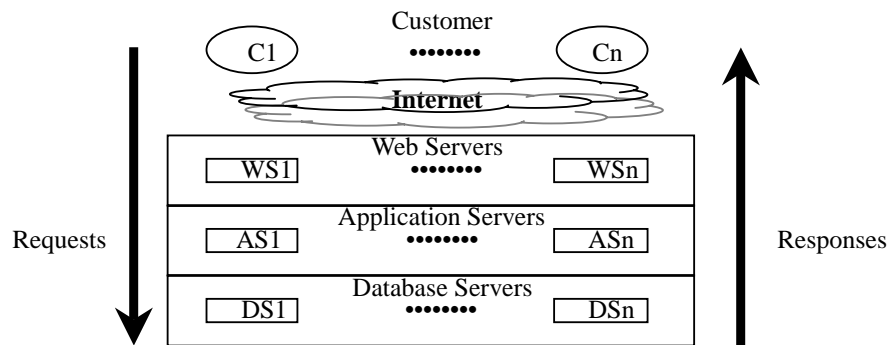 Customer
C1 Cn
Internet
Web Servers
WS1 WSn
Application Servers
Requests AS1 ASn Responses
Database Servers
DS1 DSn